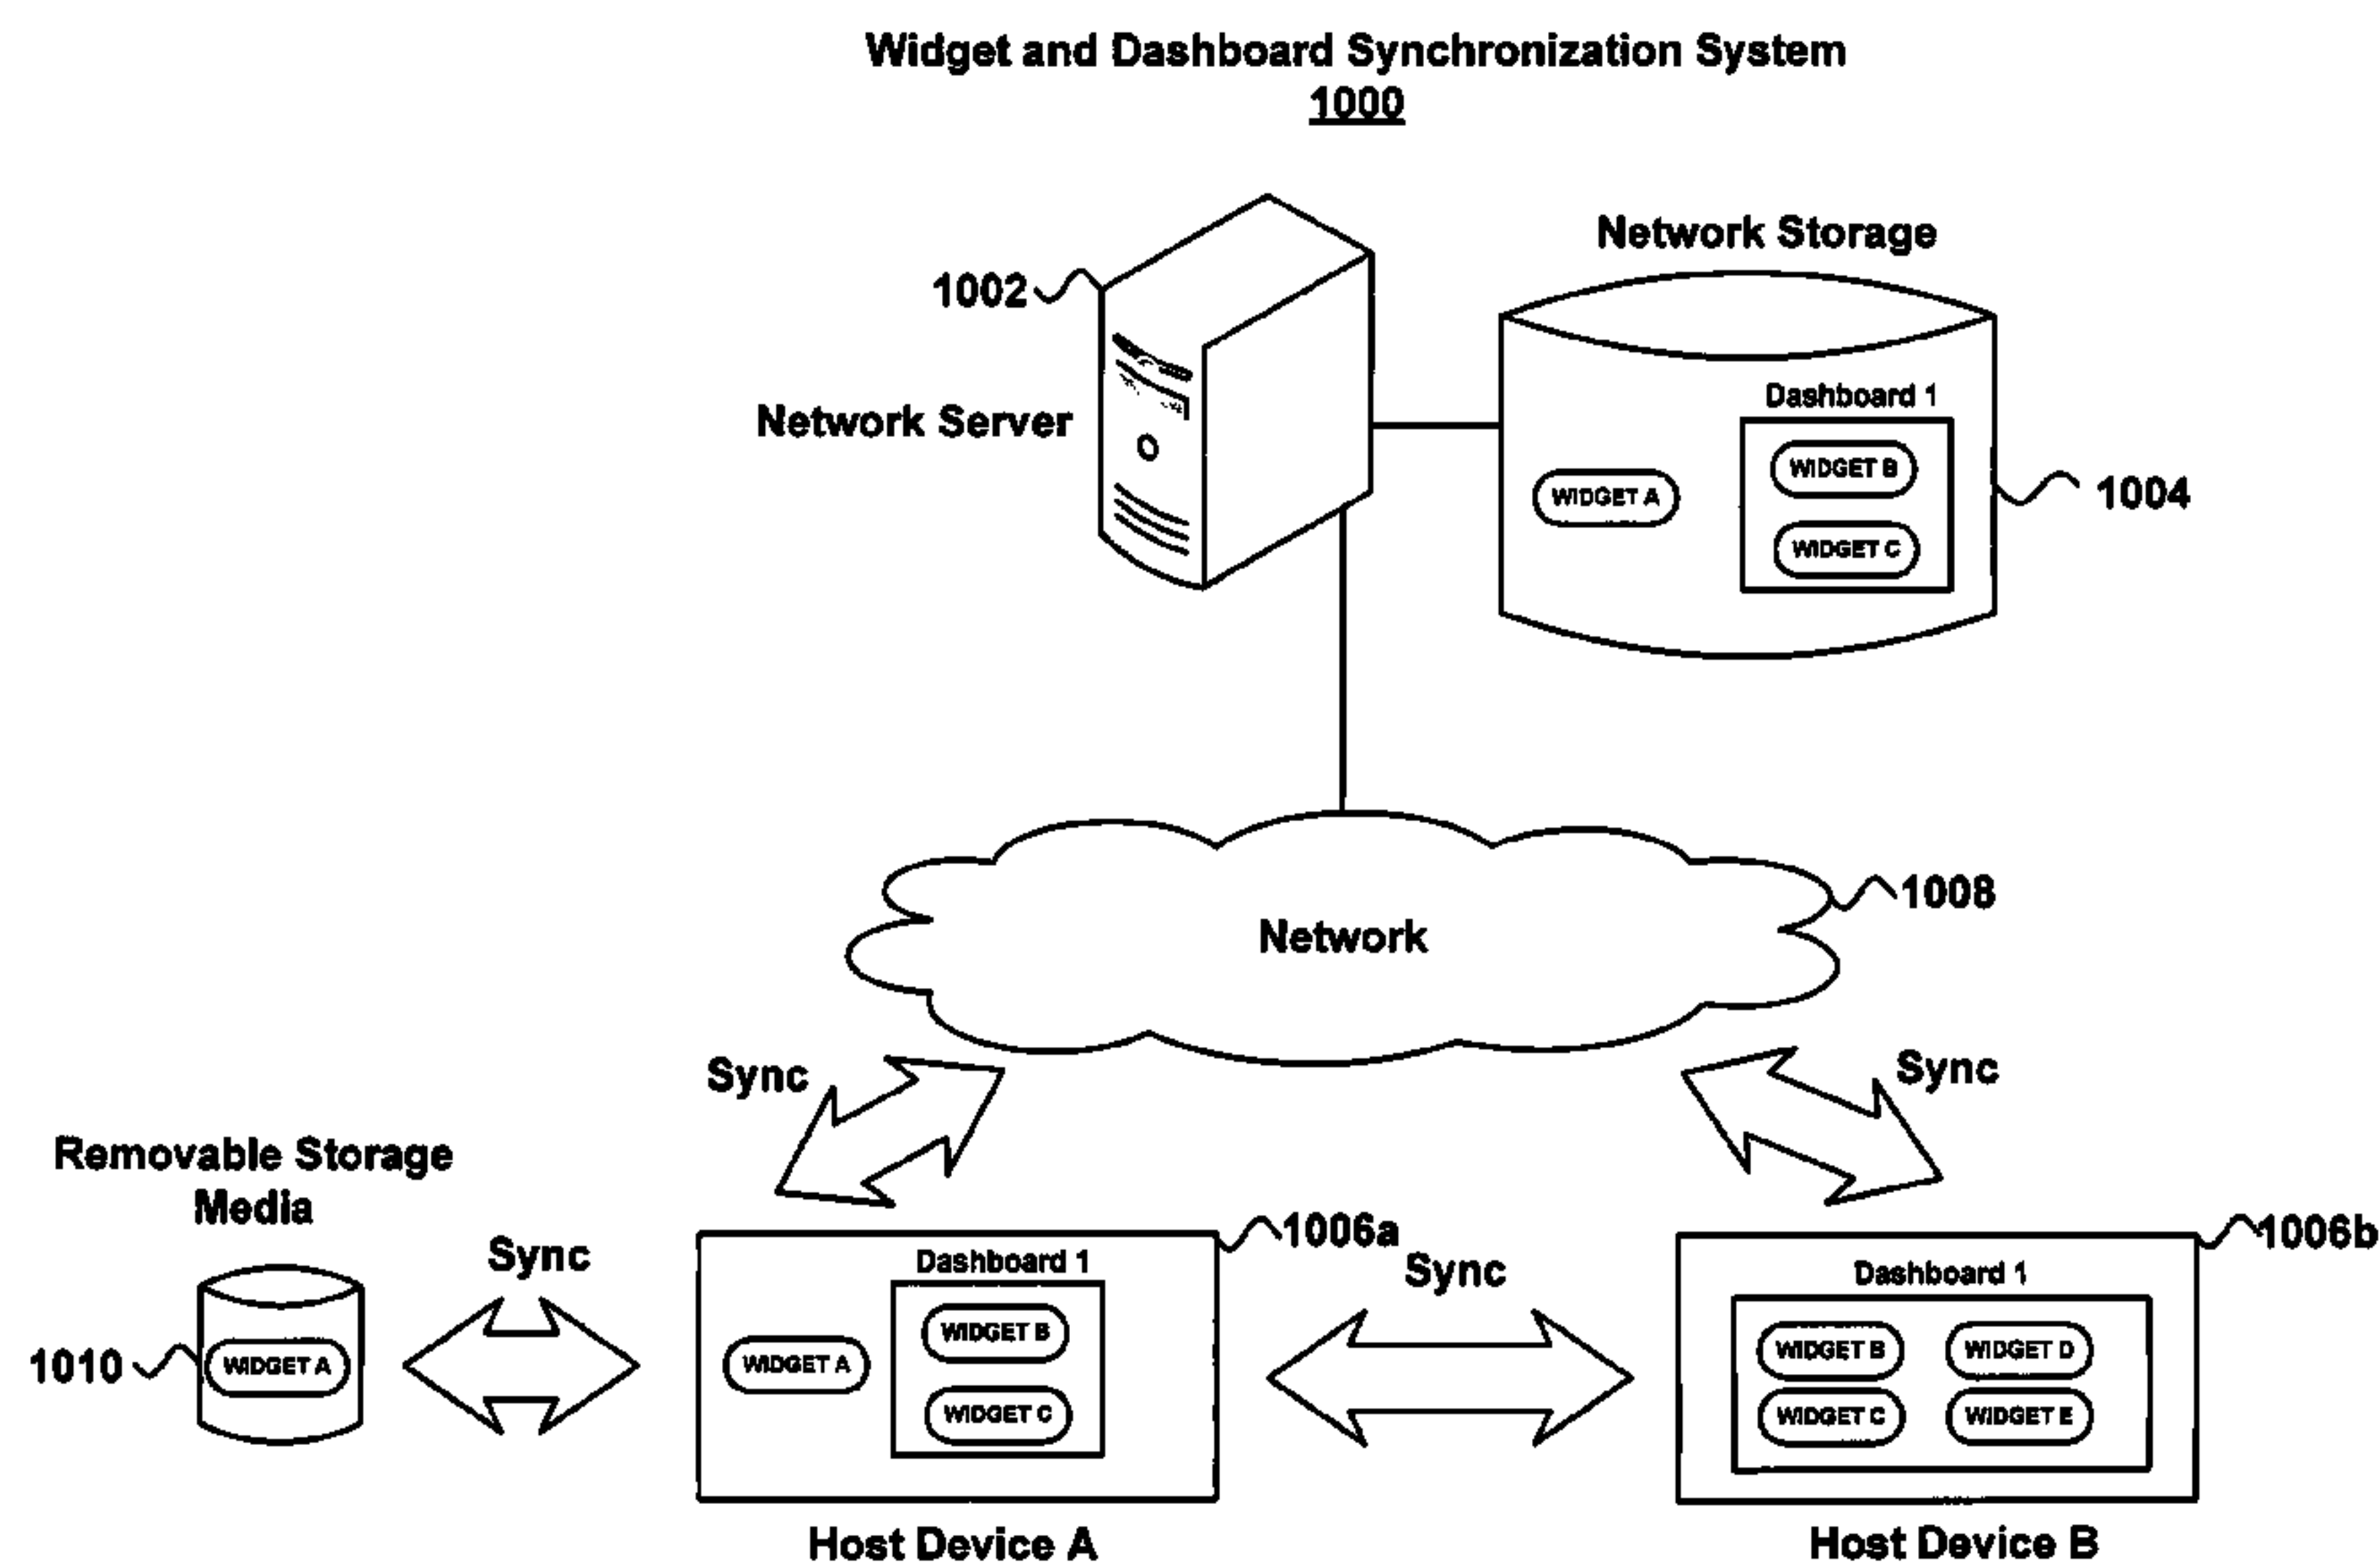 Widget and Dashboard Synchronization System
1000
Network Storage
1002
Dashboard 1
Network Server
WIDGET B
WIDGET A
1004
WIDGET C
1008
Network
Sync
Sync
Removable Storage
Media
1006a
1006b
Sync
Dashboard 1
Sync
Dashboard 1
WIDGET B
WIDGET B
WIDGET D
1010
WIDGET A
WIDGET A
WIDGET C
WIDGET C
WIDGET E
Host Device A
Host Device B